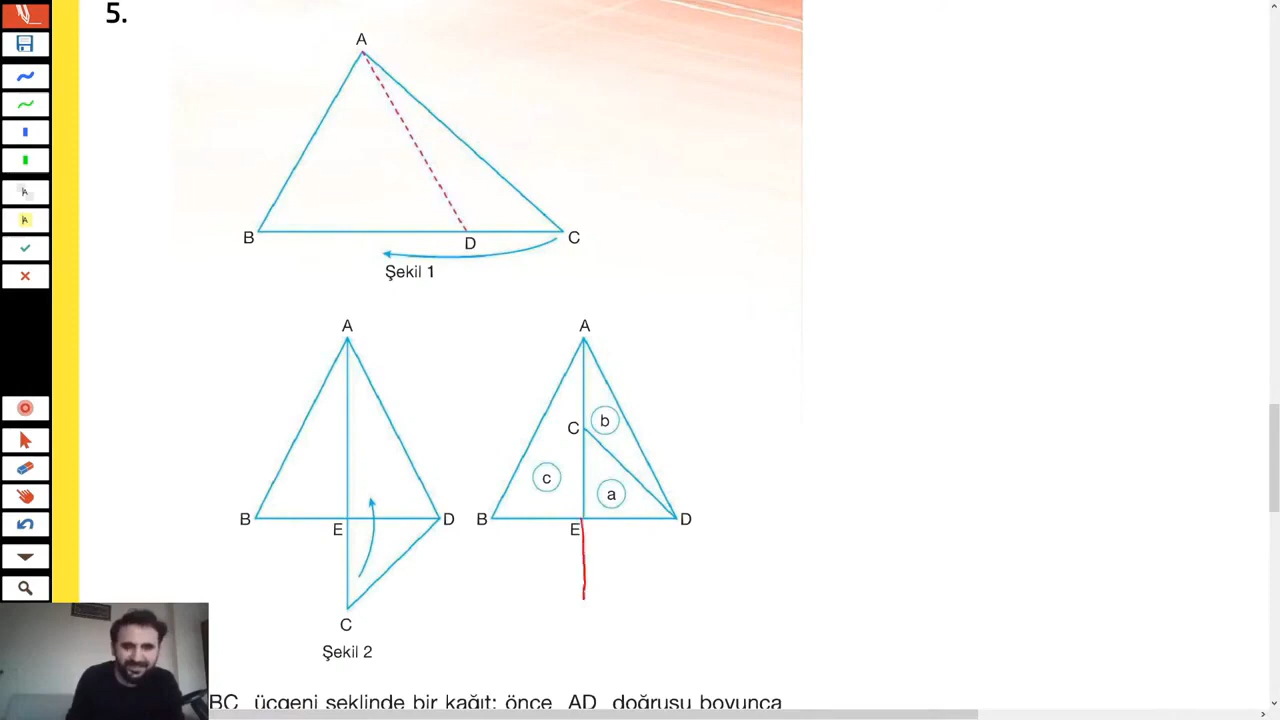 5.
A
B
D
C
Şekil 1
A
A
b
C
c
a
B
E
D
B
E
D
C
Şekil 2
BC üçgeni şeklinde bir kağıt; önce AD doğrusu boyunca